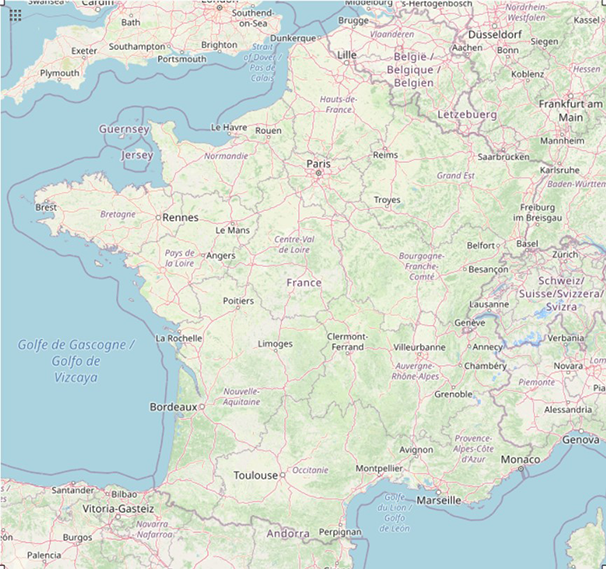 Swansea
Cardiff
London
Middelburg
's-Hertogenbosch
Nordrhein-
Westfalen
Kassel
Bath
Southend-
on-Sea
Brugge
Düsseldorf
Exeter
Southampton
Brighton
Dunkerque
Vlaanderen
Aachen
Bonn
Siegen
Plymouth
Portsmouth
Strait
of Dover /
Pas de
Calais
Lille
België /
Belgique /
Belgien
Koblenz
Hessen
Hauts-de-
France
Frankfurt am
Main
Guernsey
Le Havre
Rouen
Letzebuerg
Mannheim
Jersey
Normandie
Paris
Reims
Saarbrücken
Karlsruhe
Grand Est
Baden-Württ
Brest
Bretagne
Rennes
Troyes
Freiburg
im Breisgau
Le Mans
Centre-Val
de Loire
Belfort
Basel
Zürich
Pays de
la Loire
Angers
Bourgogne-
Franche-
Comté
Besançon
France
Schweiz/
Suisse/Svizzera/
Svizra
Poitiers
Lausanne
Genève
La Rochelle
Limoges
Clermont-
Ferrand
Villeurbanne
Annecy
Verbania
Golfe de Gascogne /
Golfo de
Vizcaya
Auvergne-
Rhône-Alpes
Chambéry
Novara
Lom
Piemonte
Pia
Nouvelle-
Aquitaine
Grenoble
Bordeaux
Alessandria
Provence-
Alpes-Côte
d'Azur
Genova
Avignon
Monaco
Toulouse
Occitanie
Montpellier
Marseille
Santander
Bilbao
Golfe
du Lion /
Golfo
de León
Vitoria-Gasteiz
Navarra -
Nafarroa
Andorra
Perpignan
Burgos
Palencia